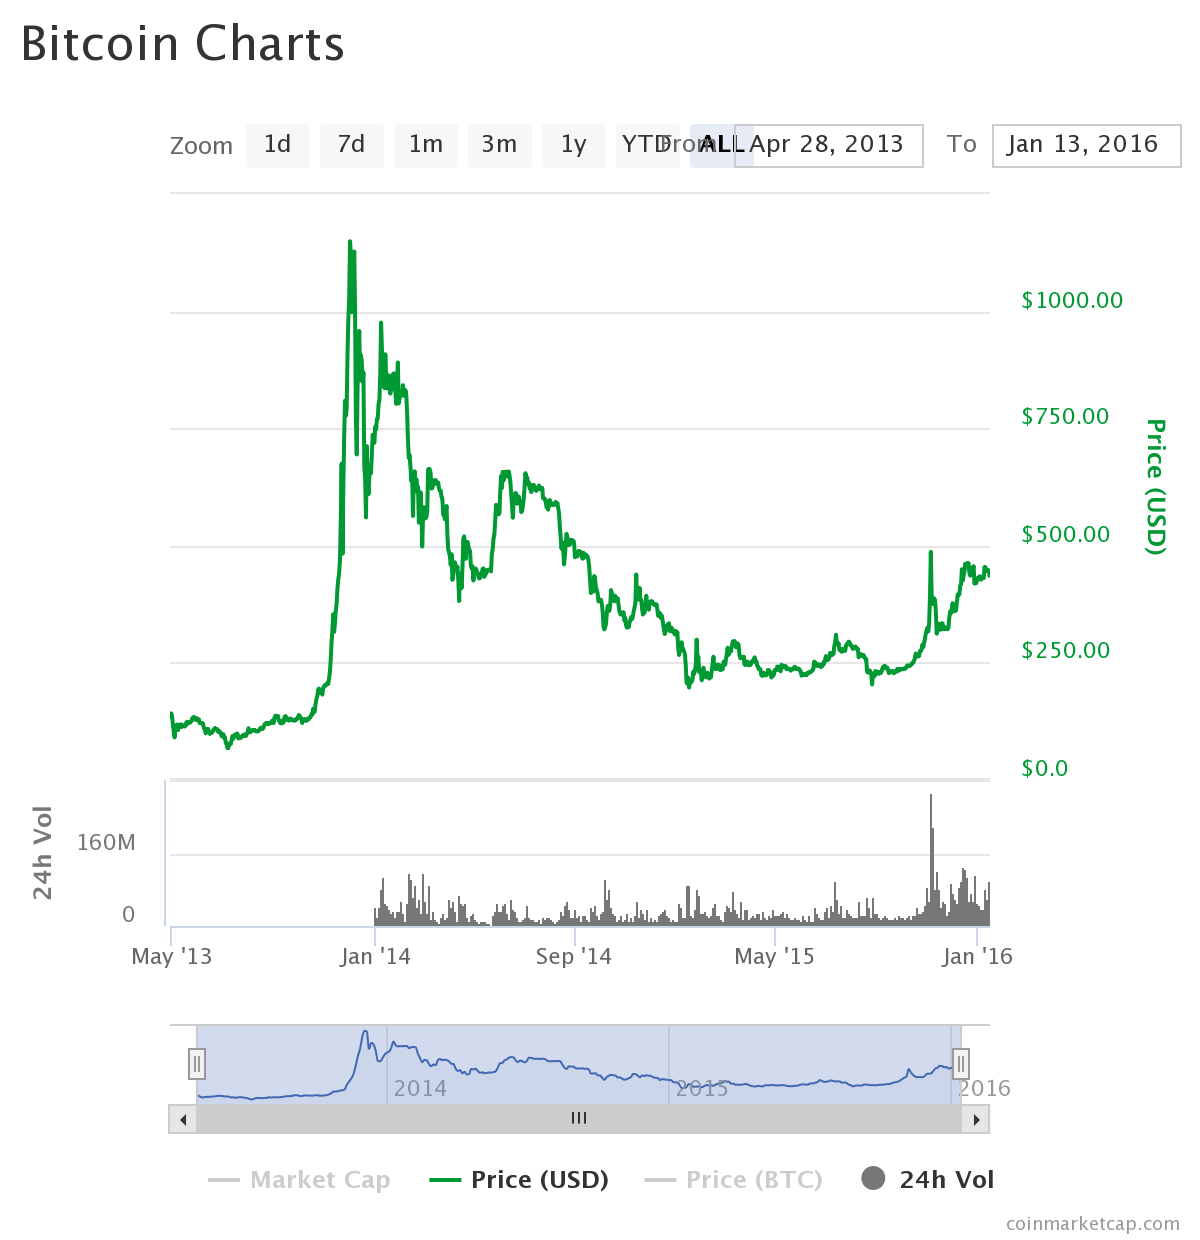 Bitcoin Charts
Zoom 1d 7d 1m 3m 1y YTD ALL From Apr 28, 2013 To Jan 13, 2016
$1000.00
$750.00
$500.00
$250.00
$0.0
Price (USD)
24h Vol
160M
0
May '13 Jan '14 Sep '14 May '15 Jan '16
2014 2015 2016
Market Cap Price (USD) Price (BTC) 24h Vol
coinmarketcap.com